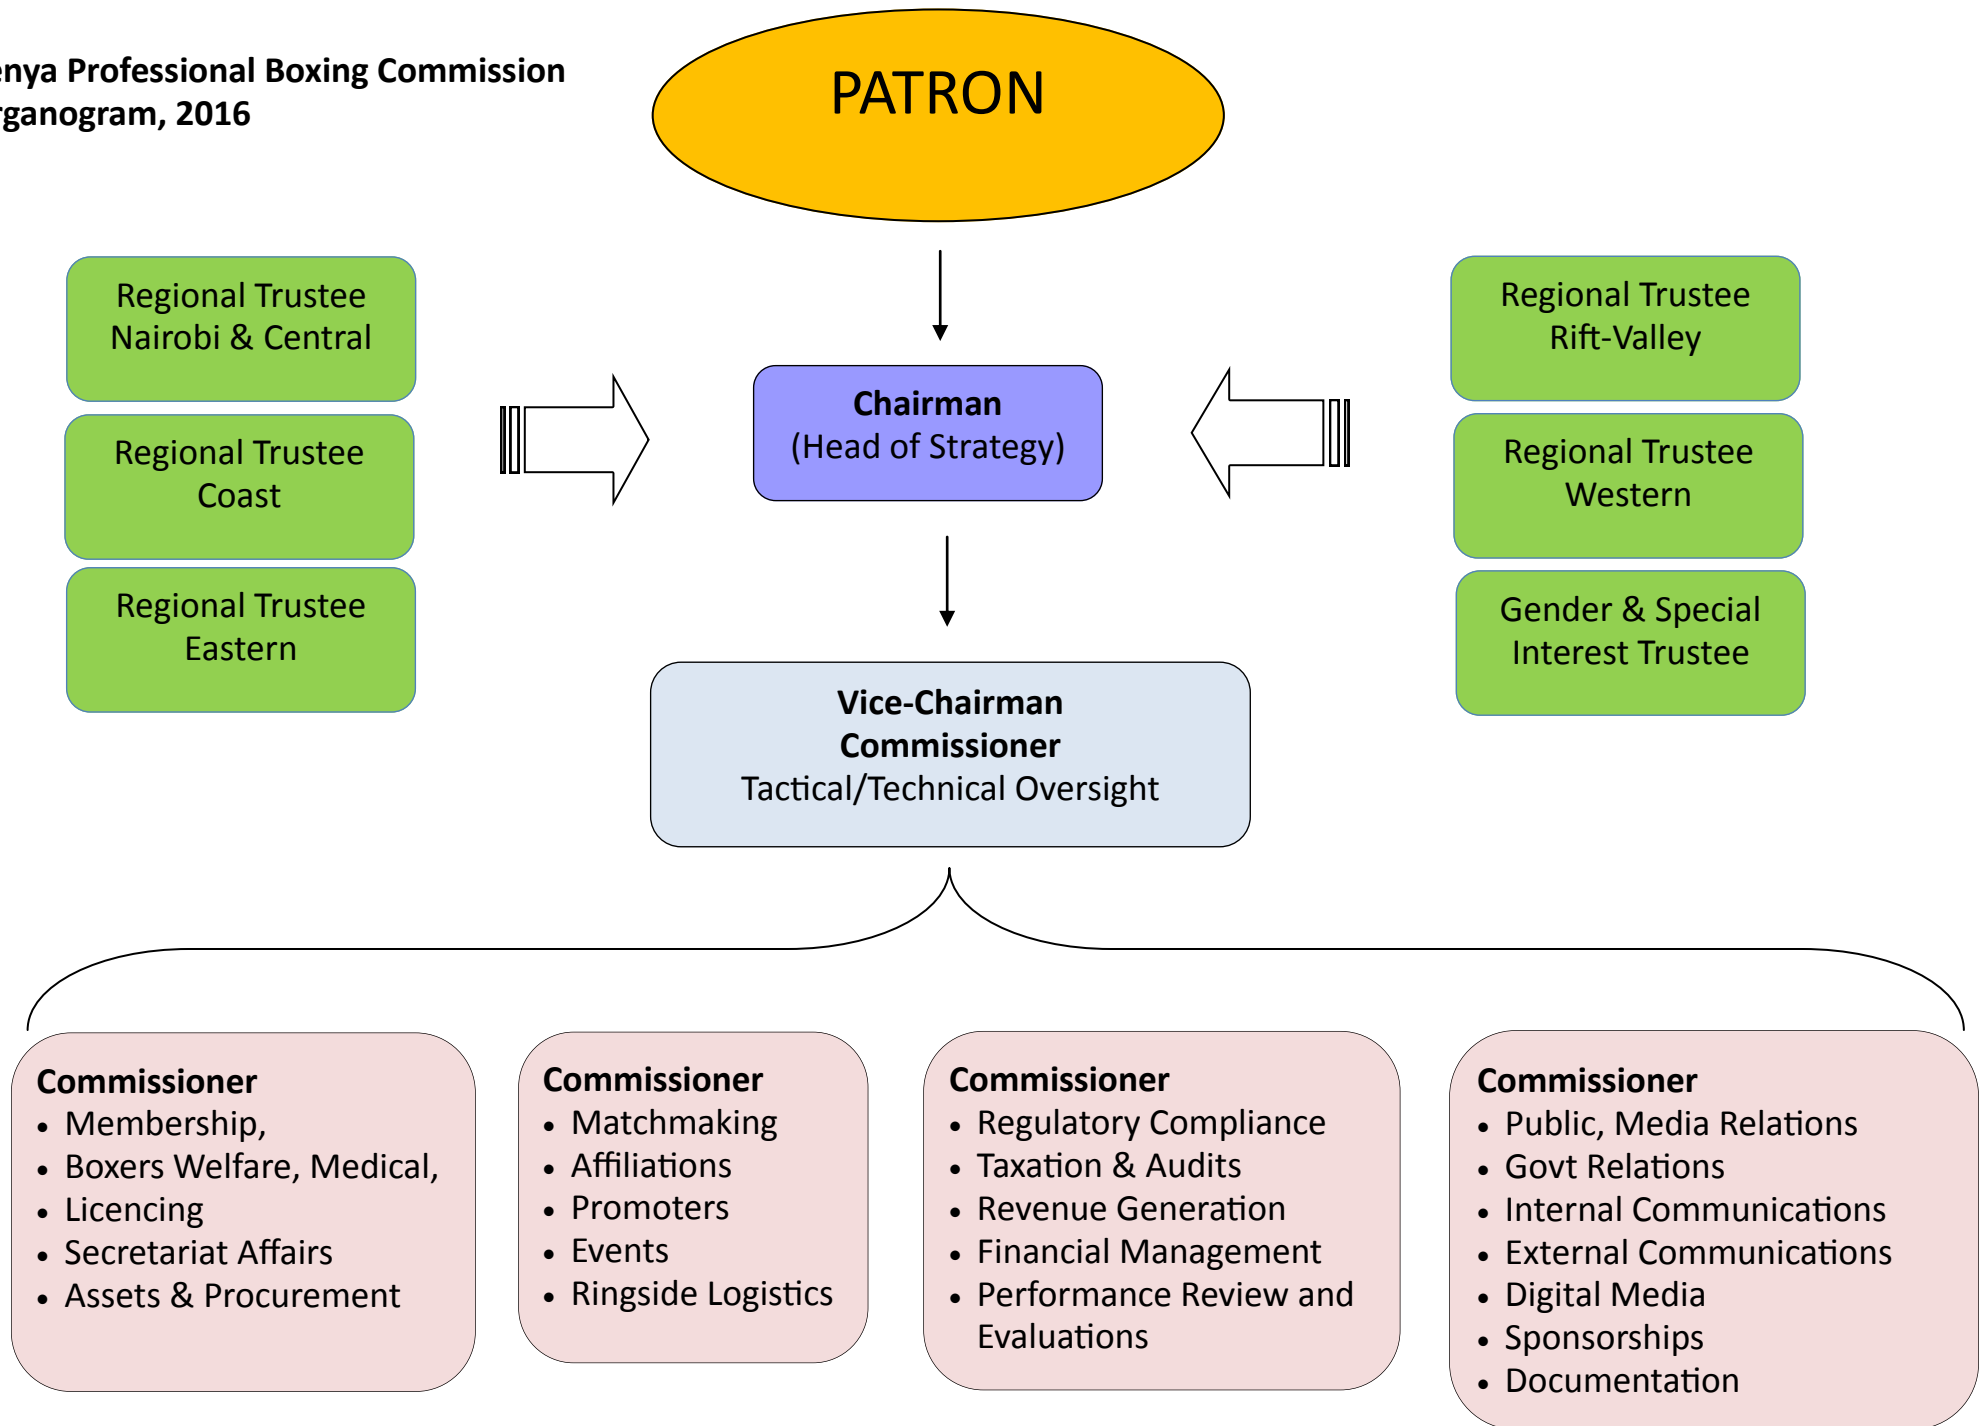 enya Professional Boxing Commission
rganogram, 2016
PATRON
Regional Trustee
Nairobi & Central
Regional Trustee
Coast
Regional Trustee
Eastern
Chairman
(Head of Strategy)
Regional Trustee
Rift-Valley
Regional Trustee
Western
Gender & Special
Interest Trustee
Vice-Chairman
Commissioner
Tactical/Technical Oversight
Commissioner
• Membership,
• Boxers Welfare, Medical,
• Licencing
• Secretariat Affairs
• Assets & Procurement
Commissioner
• Matchmaking
• Affiliations
• Promoters
• Events
• Ringside Logistics
Commissioner
• Regulatory Compliance
• Taxation & Audits
• Revenue Generation
• Financial Management
• Performance Review and
Evaluations
Commissioner
• Public, Media Relations
• Govt Relations
• Internal Communications
• External Communications
• Digital Media
• Sponsorships
• Documentation